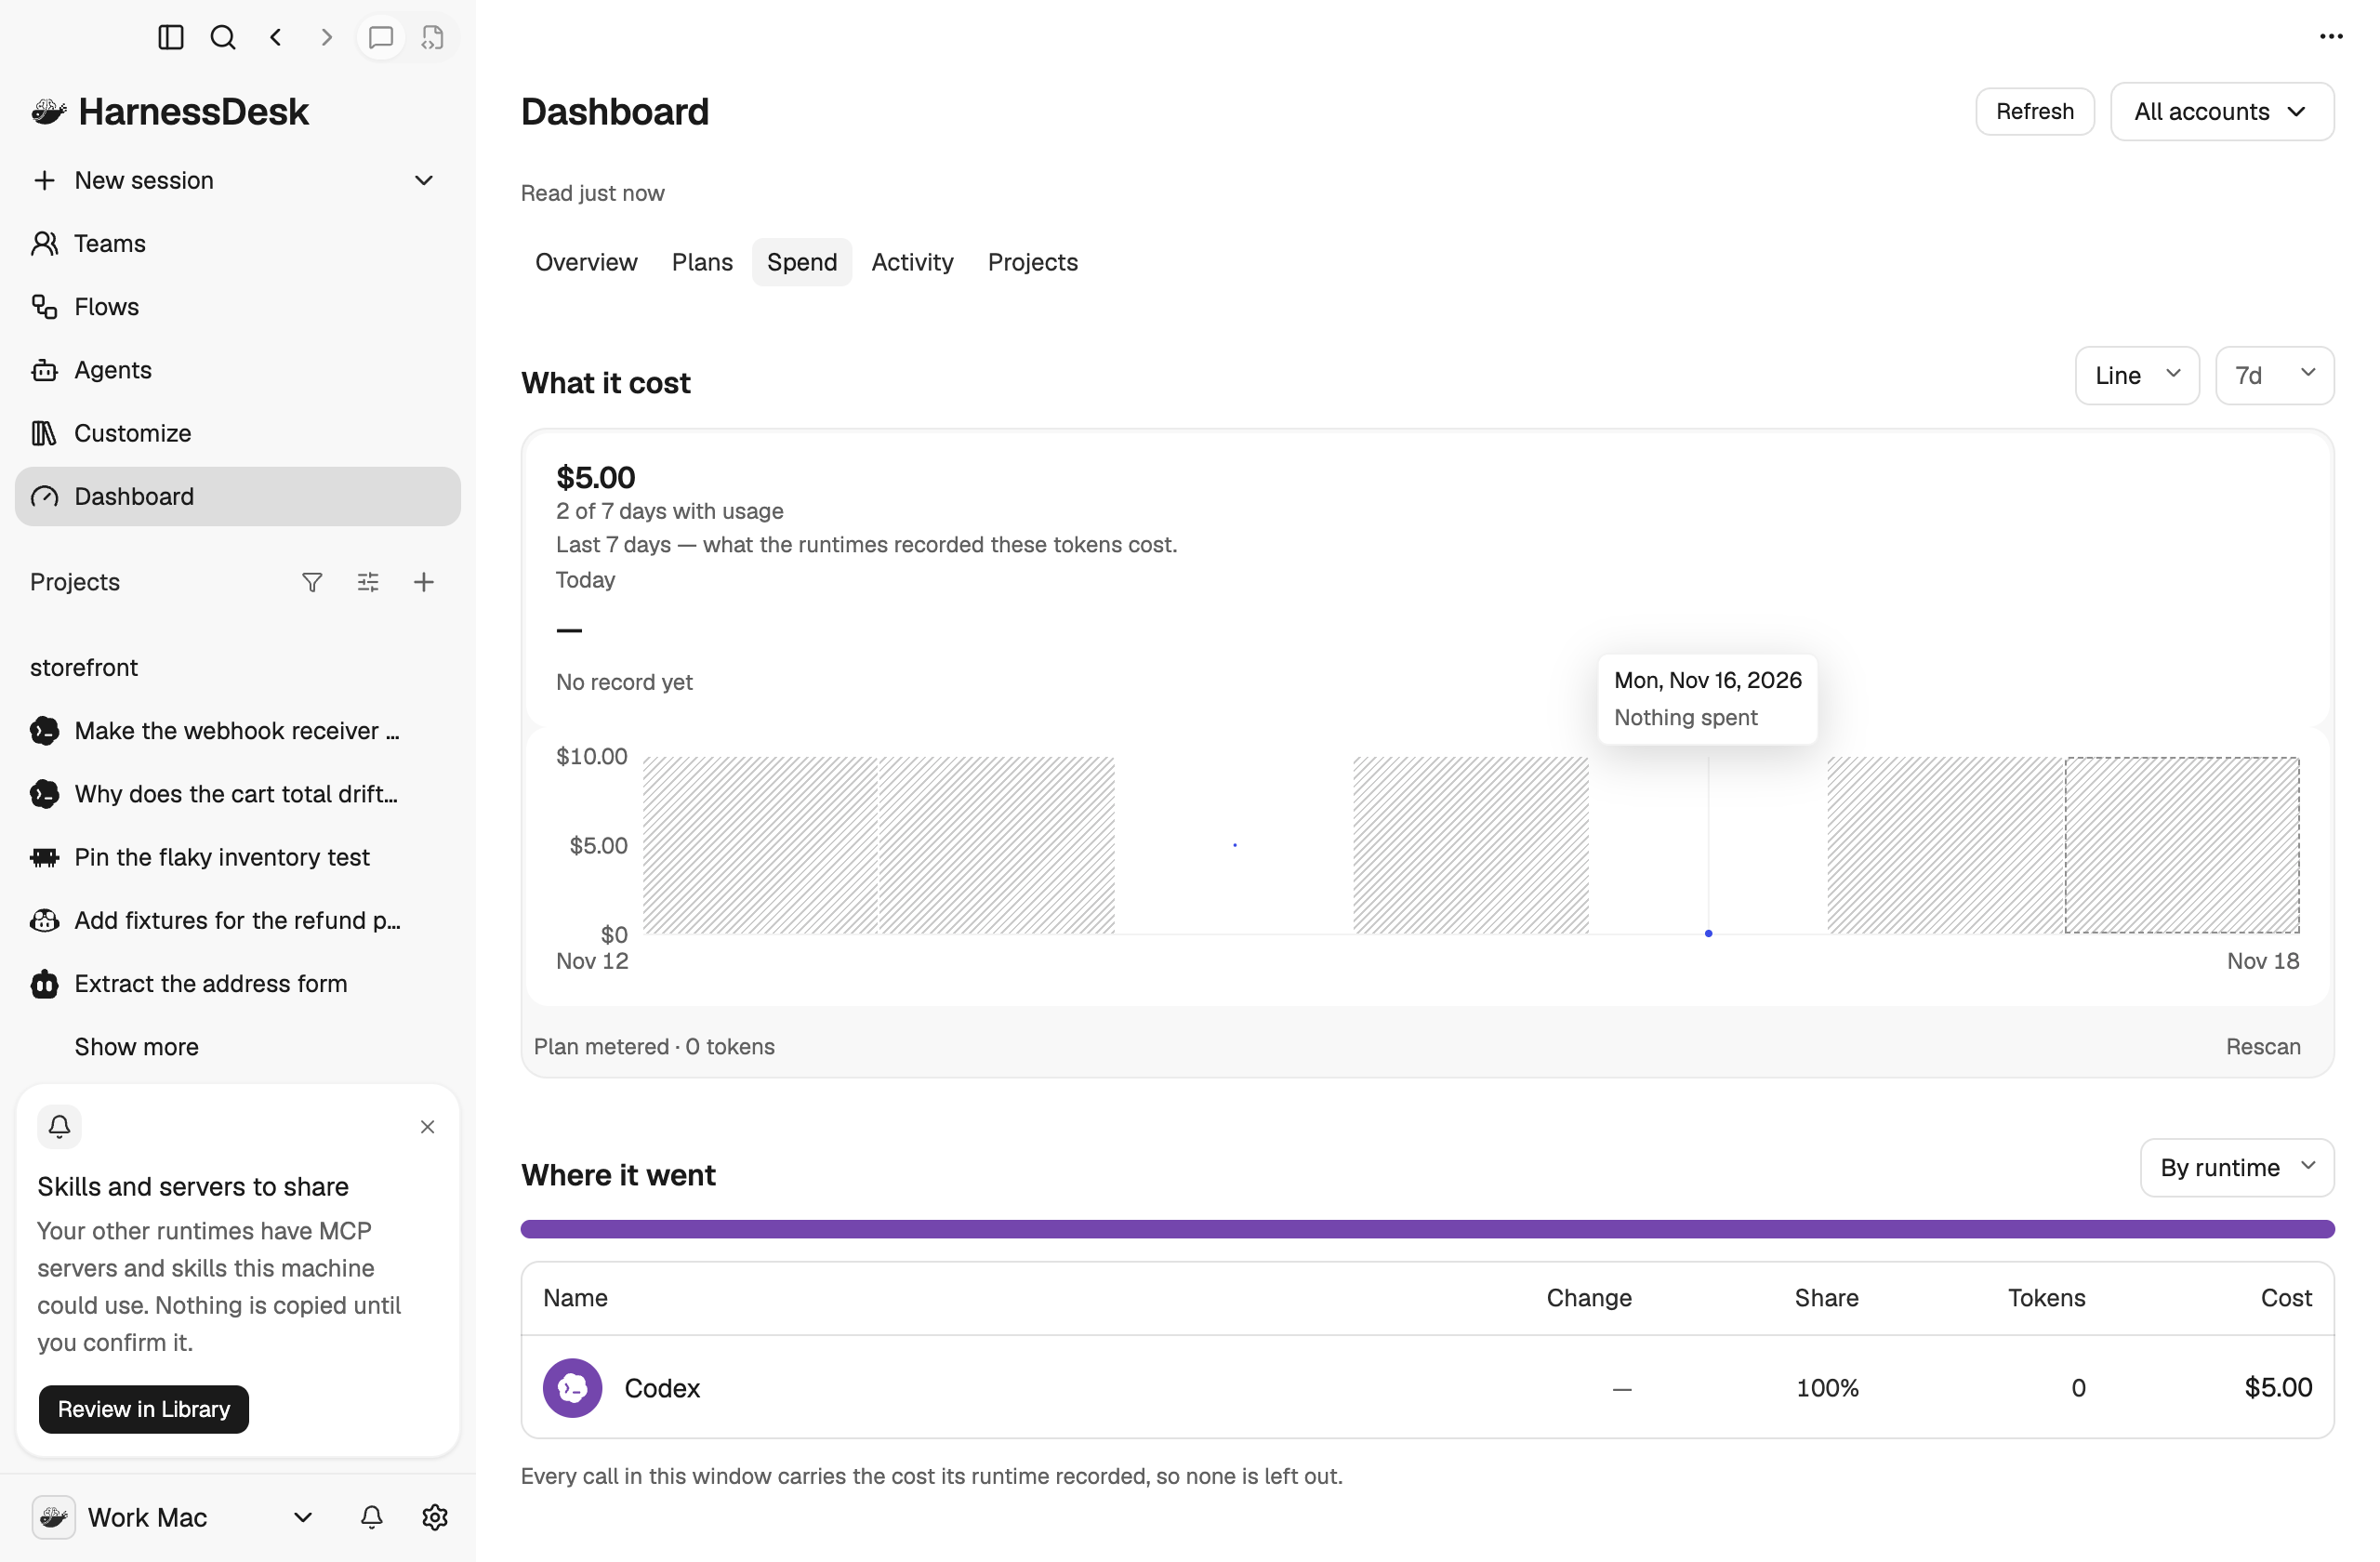 HarnessDesk
New session
Teams
Flows
Agents
Customize
Dashboard
Projects
storefront
Make the webhook receiver ...
Why does the cart total drift...
Pin the flaky inventory test
Add fixtures for the refund p...
Extract the address form
Show more
Skills and servers to share
Your other runtimes have MCP
servers and skills this machine
could use. Nothing is copied until
you confirm it.
Review in Library
Work Mac
Dashboard
Refresh
All accounts
Read just now
Overview
Plans
Spend
Activity
Projects
What it cost
Line
7d
$5.00
2 of 7 days with usage
Last 7 days — what the runtimes recorded these tokens cost.
Today
—
No record yet
Mon, Nov 16, 2026
Nothing spent
$10.00
$5.00
$0
Nov 12
Nov 18
Plan metered · 0 tokens
Rescan
Where it went
By runtime
Name Change Share Tokens Cost
Codex — 100% 0 $5.00
Every call in this window carries the cost its runtime recorded, so none is left out.